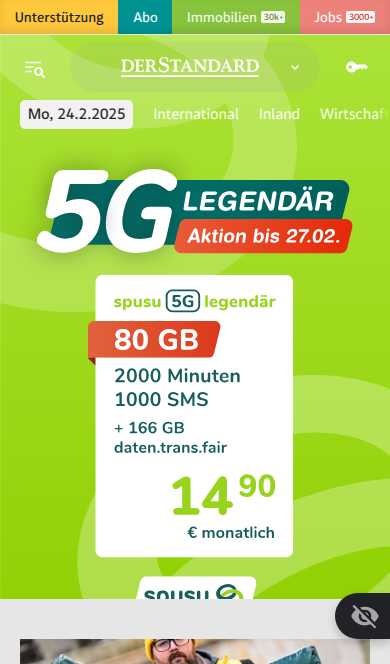 Unterstützung Abo Immobilien 30k+ Jobs 3000+
DERSTANDARD
Mo, 24.2.2025 International Inland Wirtschaf
5G LEGENDÄR
Aktion bis 27.02.
spusu 5G legendär
80 GB
2000 Minuten
1000 SMS
+ 166 GB
daten.trans.fair
14 90
€ monatlich
spusu